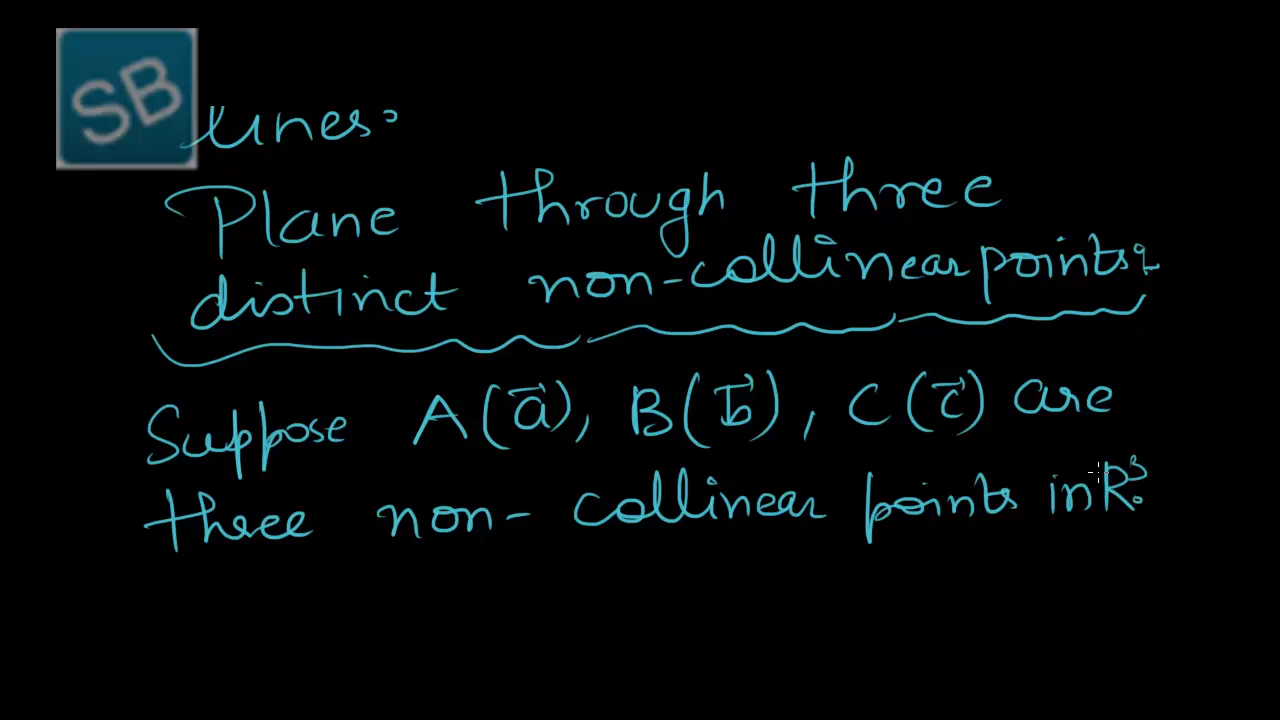 SB
lines.
Plane through three
distinct non-collinear points:-
Suppose A(a⃗), B(b⃗), C(c⃗) are
three non-collinear points in R³.